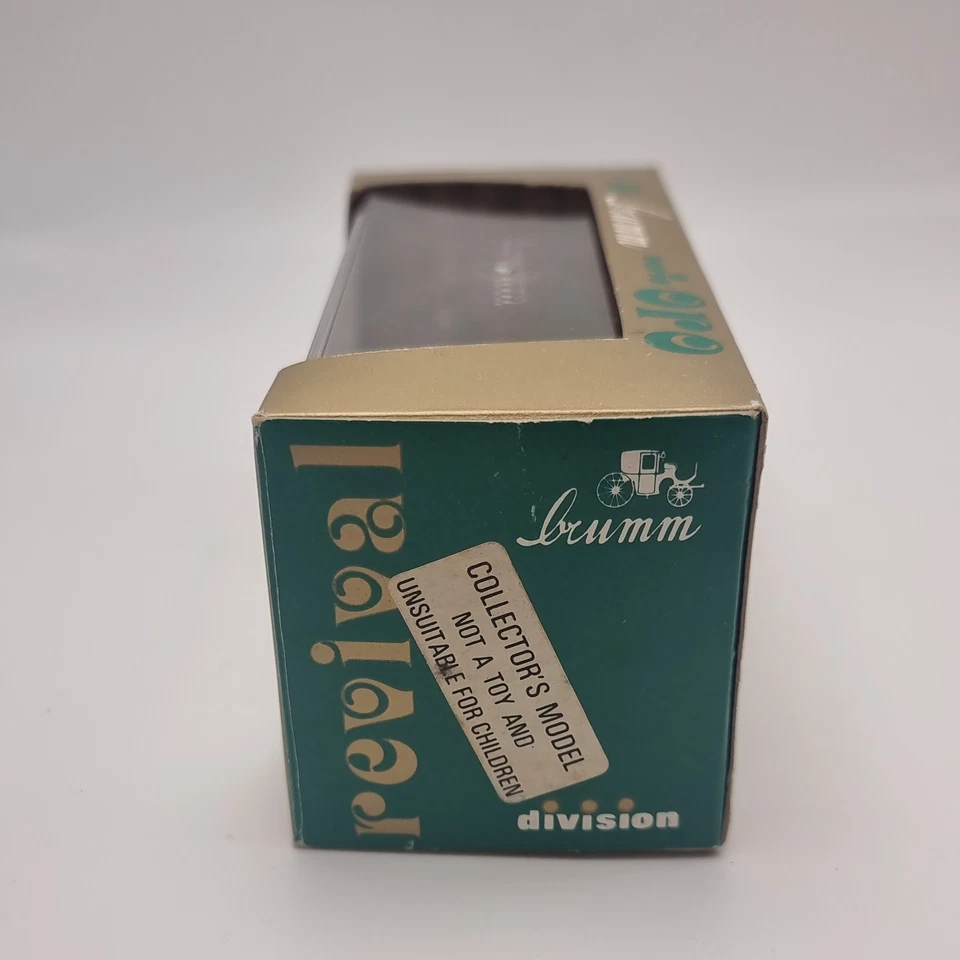 revival
brumm
COLLECTOR'S MODEL
NOT A TOY AND
UNSUITABLE FOR CHILDREN
division